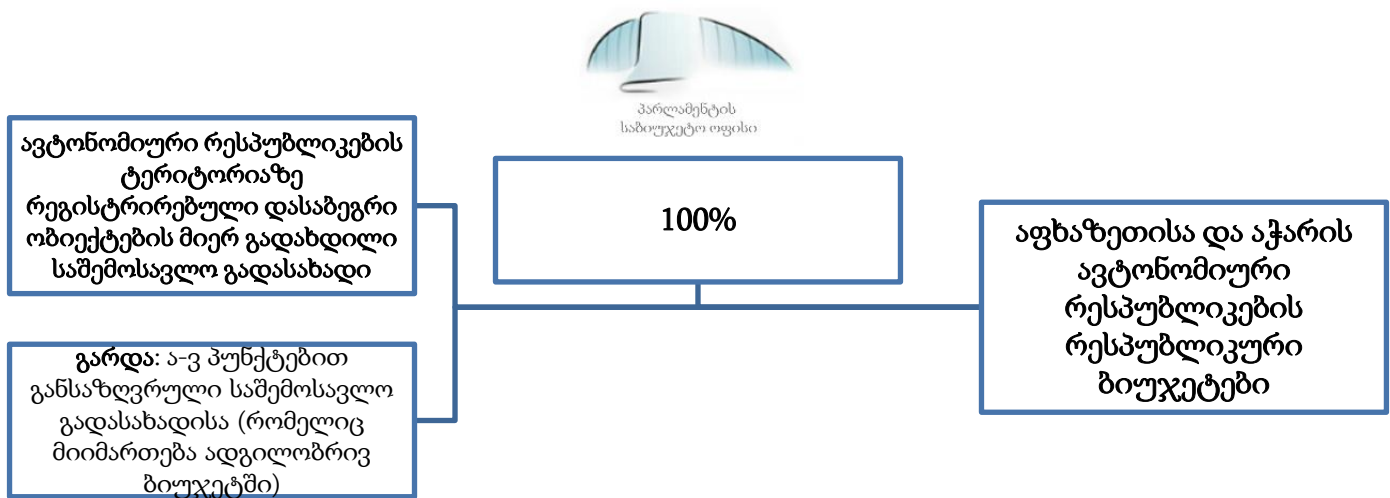 პარლამენტის
საბიუჯეტო ოფისი
ავტონომიური რესპუბლიკების
ტერიტორიაზე
რეგისტრირებული დასაბეგრი
ობიექტების მიერ გადახდილი
საშემოსავლო გადასახადი
100%
გარდა: ა-ვ პუნქტებით
განსაზღვრული საშემოსავლო
გადასახადისა (რომელიც
მიიმართება ადგილობრივ
ბიუჯეტში)
აფხაზეთისა და აჭარის
ავტონომიური
რესპუბლიკების
რესპუბლიკური
ბიუჯეტები